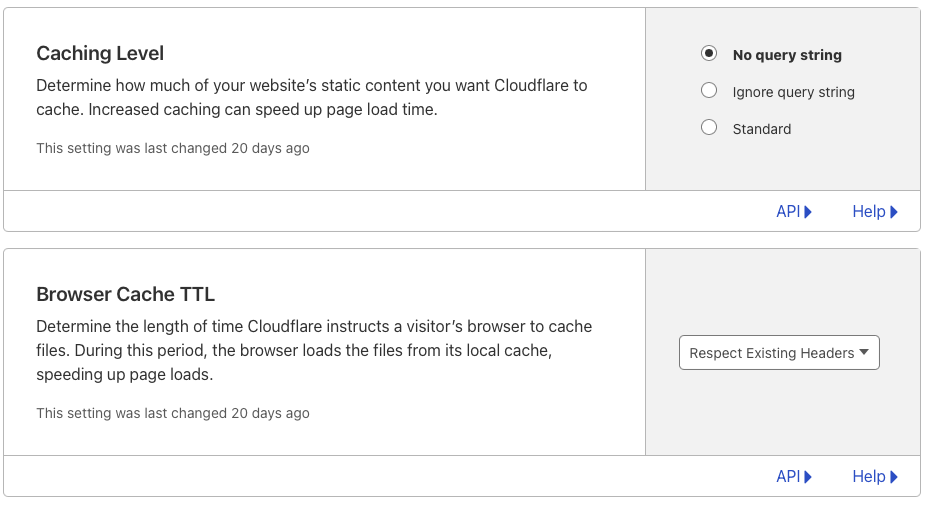 Caching Level
Determine how much of your website’s static content you want Cloudflare to
cache. Increased caching can speed up page load time.
This setting was last changed 20 days ago
No query string
Ignore query string
Standard
API
Help
Browser Cache TTL
Determine the length of time Cloudflare instructs a visitor’s browser to cache
files. During this period, the browser loads the files from its local cache,
speeding up page loads.
This setting was last changed 20 days ago
Respect Existing Headers
API
Help